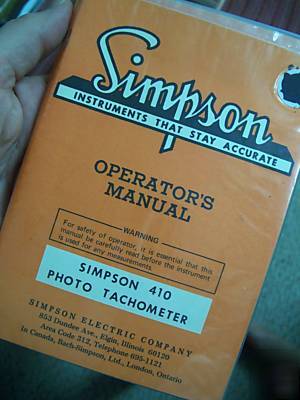 Simpson
INSTRUMENTS THAT STAY ACCURATE
OPERATOR'S
MANUAL
WARNING
For safety of operator, it is essential that this
manual be carefully read before the instrument
is used for any measurements.
SIMPSON 410
PHOTO TACHOMETER
SIMPSON ELECTRIC COMPANY
853 Dundee Ave., Elgin, Illinois 60120
Area Code 312, Telephone 695-1121
In Canada, Bach-Simpson, Ltd., London, Ontario